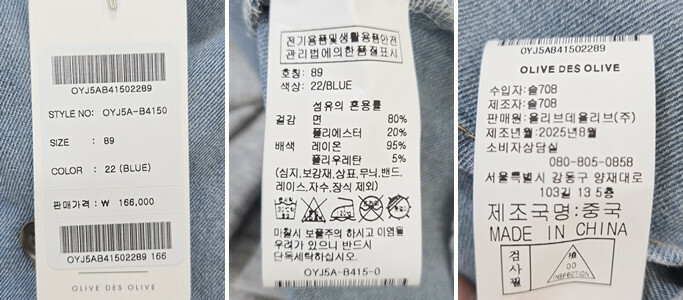 OYJ5AB41502289
STYLE NO: OYJ5A-B4150
SIZE : 89
COLOR : 22 (BLUE)
판매가격 : ₩ 166,000
OYJ5AB41502289 166
OLIVE DES OLIVE
전기용품및생활용품안전
관리법에의한품질표시
호칭: 89
색상: 22/BLUE
섬유의 혼용률
겉감 면 80%
폴리에스터 20%
배색 레이온 95%
폴리우레탄 5%
(심지,보강재,상표,무늬,밴드,
레이스,자수,장식 제외)
마찰시 보풀주의 하시고 이염될
우려가 있으니 반드시
단독세탁하십시오.
OYJ5A-B415-0
OYJ5AB41502289
OLIVE DES OLIVE
수입자: 슬708
제조자: 슬708
판매원: 올리브데올리브(주)
제조년월: 2025년8월
소비자상담실
080-805-0858
서울특별시 강동구 양재대로
103길 13 5층
제조국명:중국
MADE IN CHINA
검사필
INSPECTION